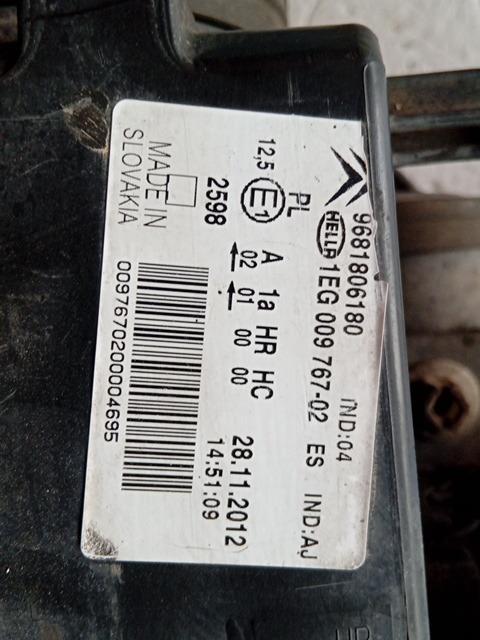 9681806180 IND:04
HELLA 1EG 009 767-02 ES IND:AJ
PL
12,5 E1 A 1a HR HC
02 01 00 00
2598
28.11.2012
14:51:09
MADE IN
SLOVAKIA
00976702000004695